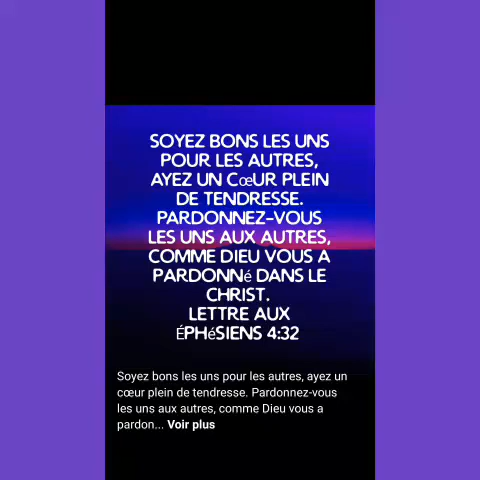 SOYEZ BONS LES UNS
POUR LES AUTRES,
AYEZ UN CœUR PLEIN
DE TENDRESSE.
PARDONNEZ-VOUS
LES UNS AUX AUTRES,
COMME DIEU VOUS A
PARDONNé DANS LE
CHRIST.
LETTRE AUX
ÉPHéSIENS 4:32
Soyez bons les uns pour les autres, ayez un
cœur plein de tendresse. Pardonnez-vous
les uns aux autres, comme Dieu vous a
pardon... Voir plus